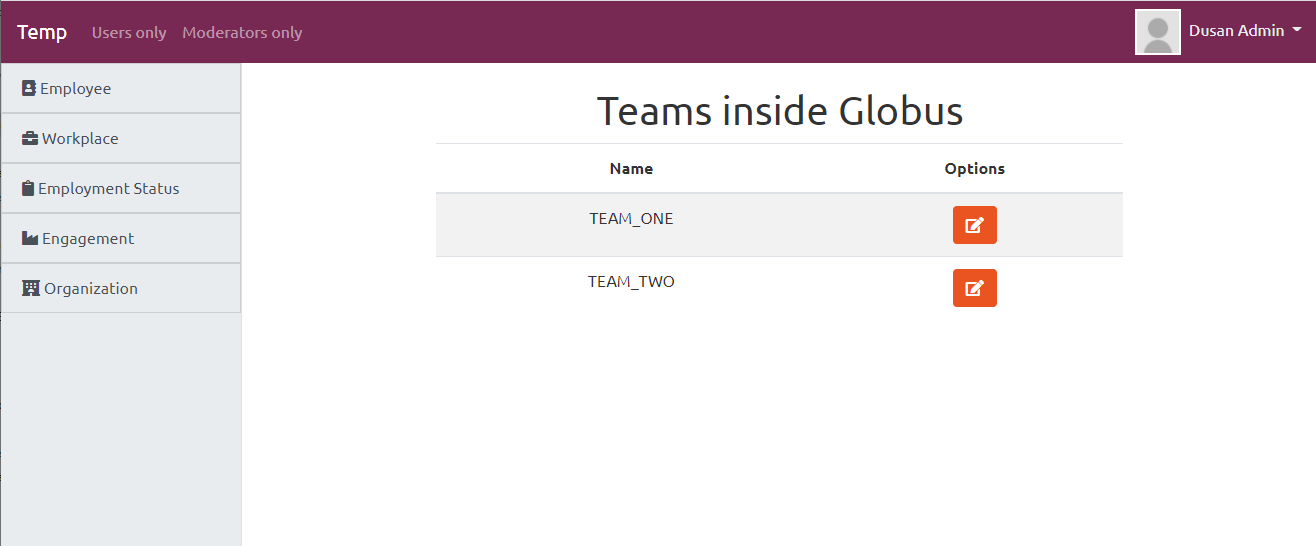 Temp Users only Moderators only Dusan Admin
Employee
Workplace
Employment Status
Engagement
Organization
Teams inside Globus
Name Options
TEAM_ONE
TEAM_TWO